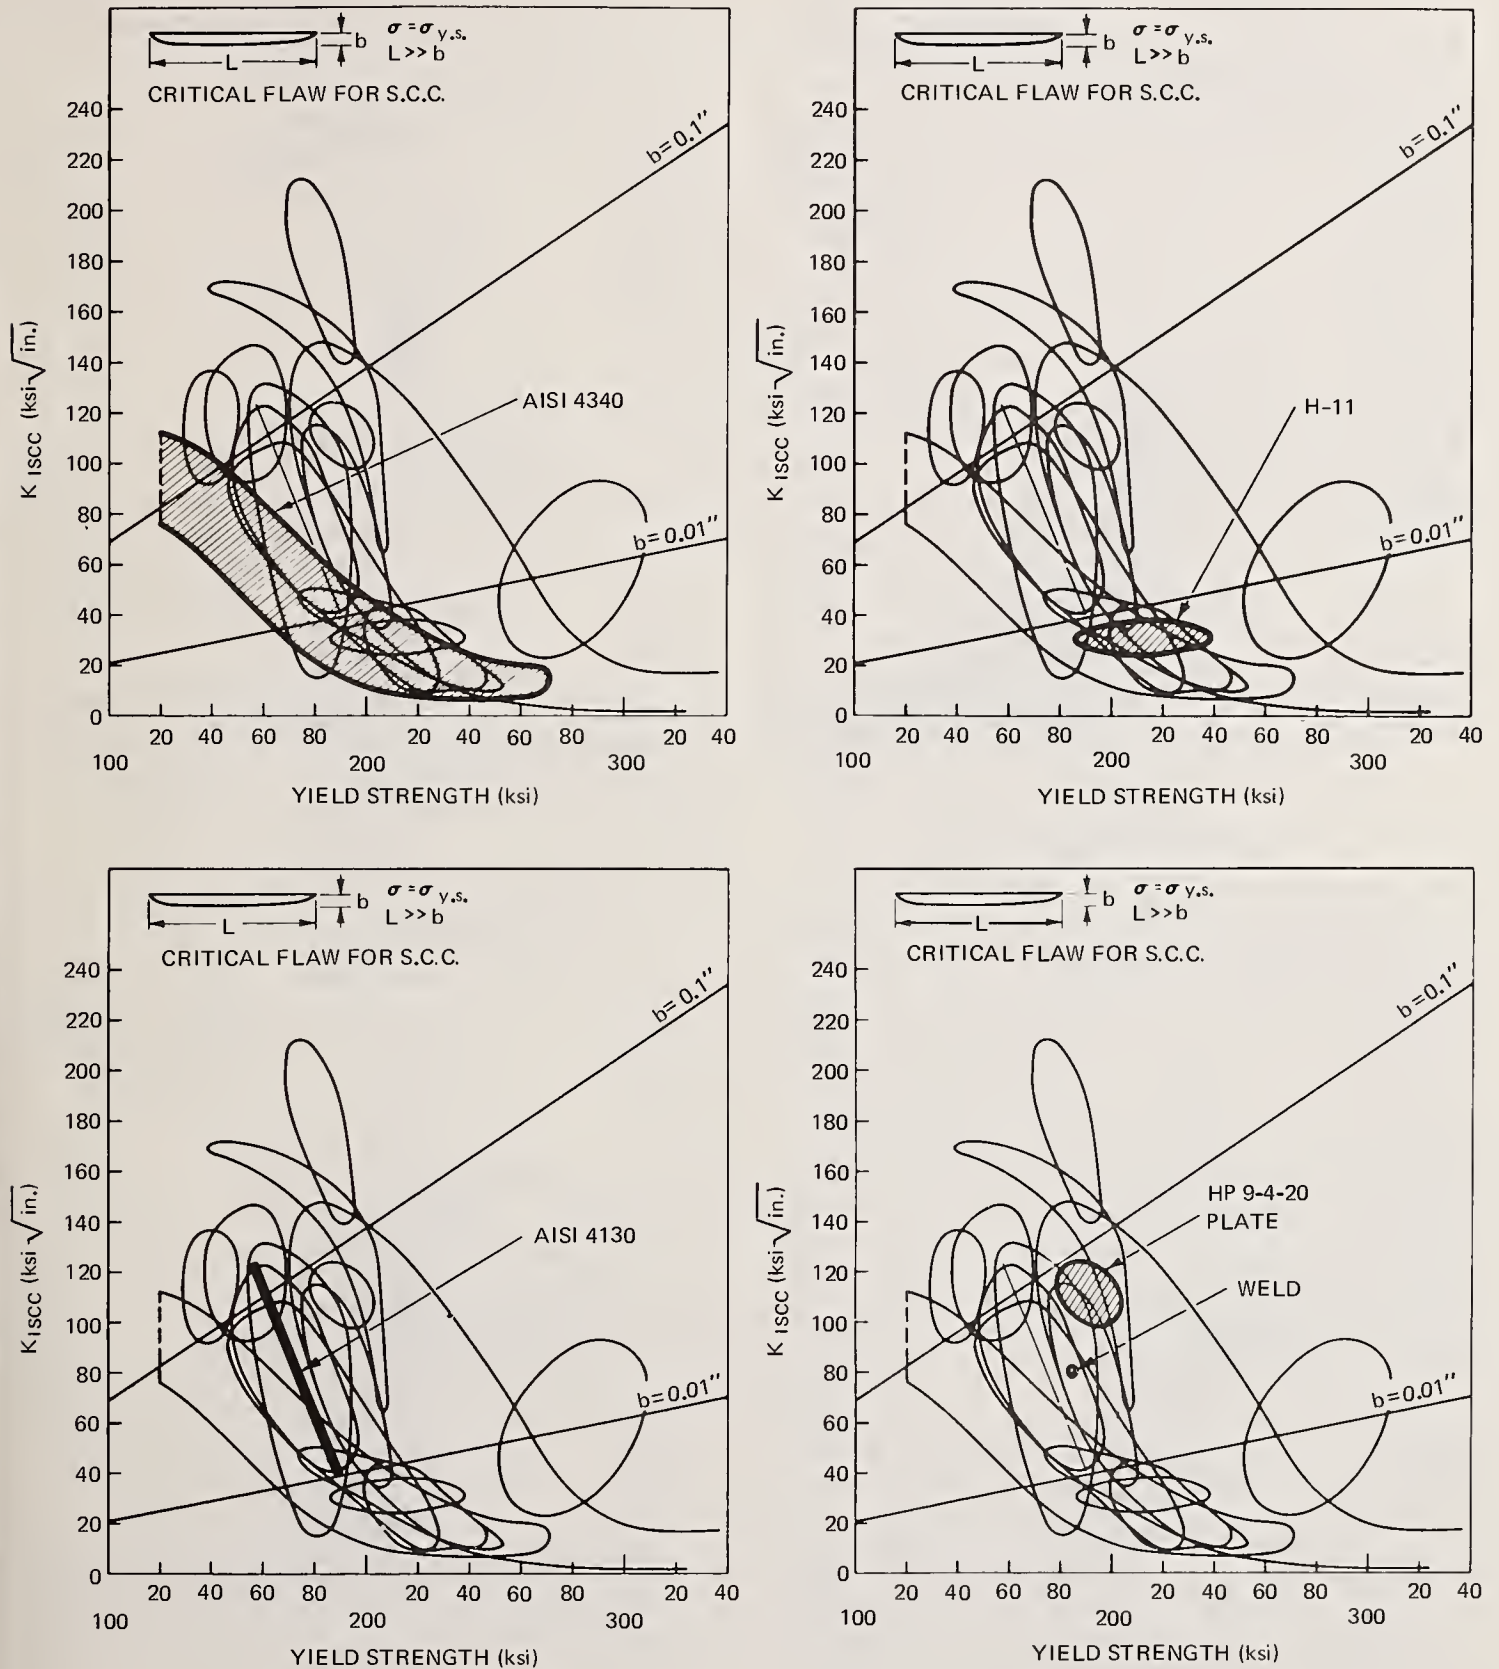 b
σ = σ y.s.
L >> b
L
CRITICAL FLAW FOR S.C.C.
240
220
200
180
160
140
120
100
80
60
40
20
0
K ISCC (ksi √in.)
b = 0.1"
AISI 4340
b = 0.01"
20 40 60 80 20 40 60 80 20 40
100 200 300
YIELD STRENGTH (ksi)
b
σ = σ y.s.
L >> b
L
CRITICAL FLAW FOR S.C.C.
240
220
200
180
160
140
120
100
80
60
40
20
0
K ISCC (ksi √in.)
b = 0.1"
H-11
b = 0.01"
20 40 60 80 20 40 60 80 20 40
100 200 300
YIELD STRENGTH (ksi)
b
σ = σ y.s.
L >> b
L
CRITICAL FLAW FOR S.C.C.
240
220
200
180
160
140
120
100
80
60
40
20
0
K ISCC (ksi √in.)
b = 0.1"
AISI 4130
b = 0.01"
20 40 60 80 20 40 60 80 20 40
100 200 300
YIELD STRENGTH (ksi)
b
σ = σ y.s.
L >> b
L
CRITICAL FLAW FOR S.C.C.
240
220
200
180
160
140
120
100
80
60
40
20
0
K ISCC (ksi √in.)
b = 0.1"
HP 9-4-20
PLATE
WELD
b = 0.01"
20 40 60 80 20 40 60 80 20 40
100 200 300
YIELD STRENGTH (ksi)